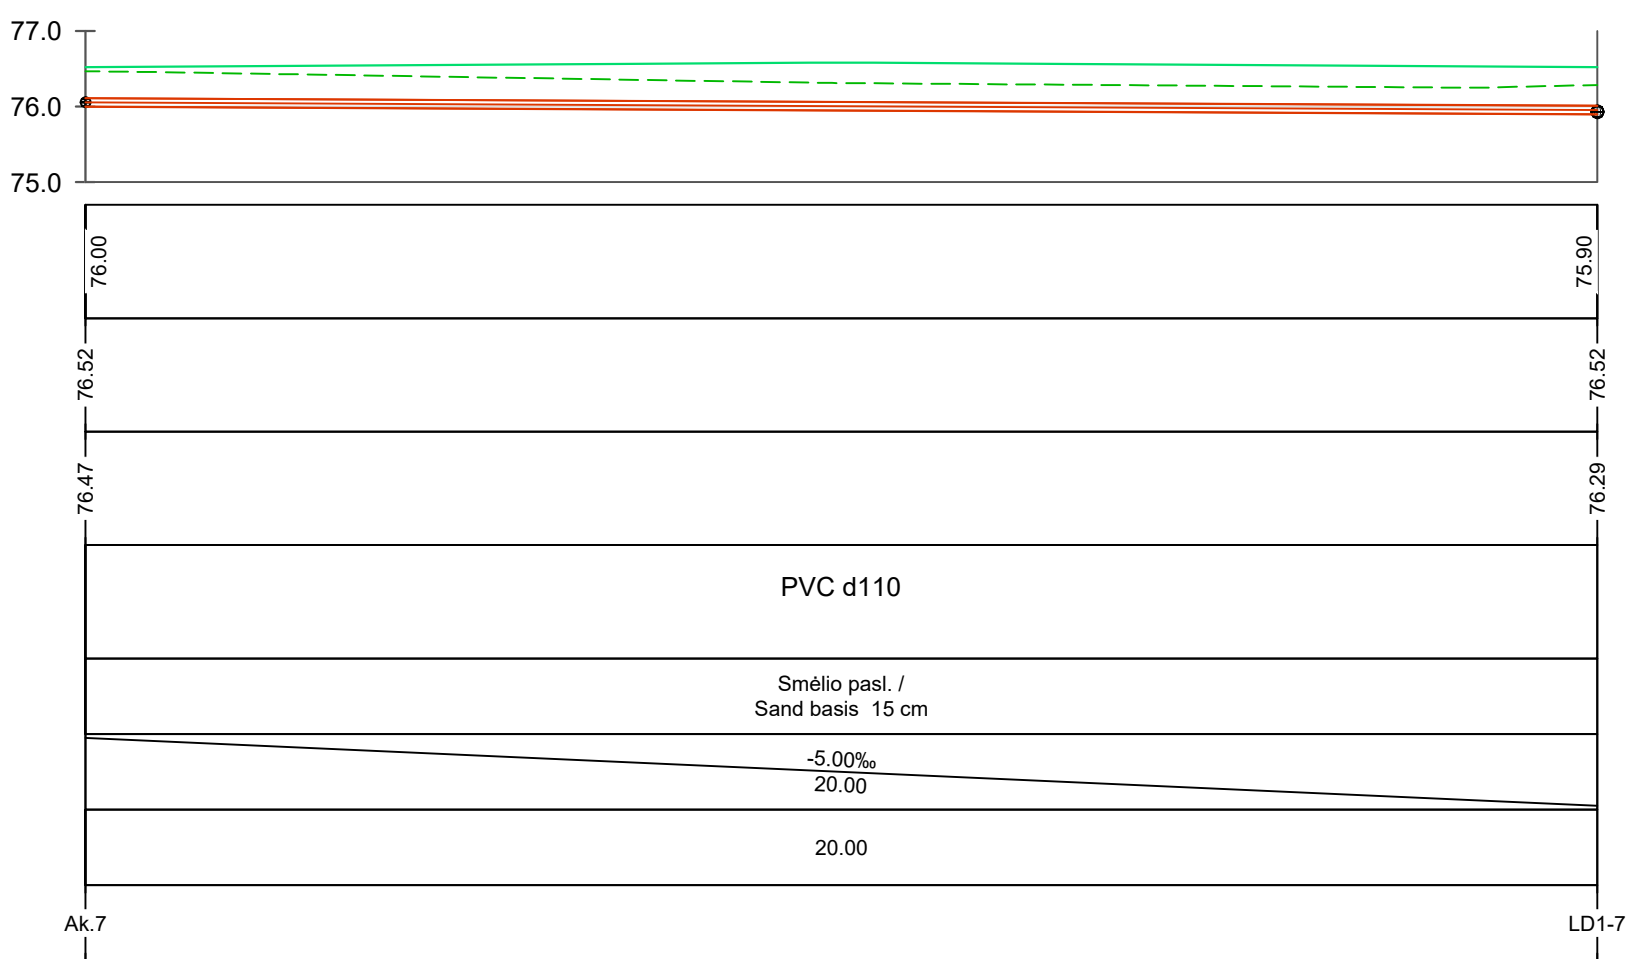 77.0
76.0
75.0
76.00
75.90
76.52
76.52
76.47
76.29
PVC d110
Smėlio pasl. /
Sand basis 15 cm
-5.00‰
20.00
20.00
Ak.7
LD1-7